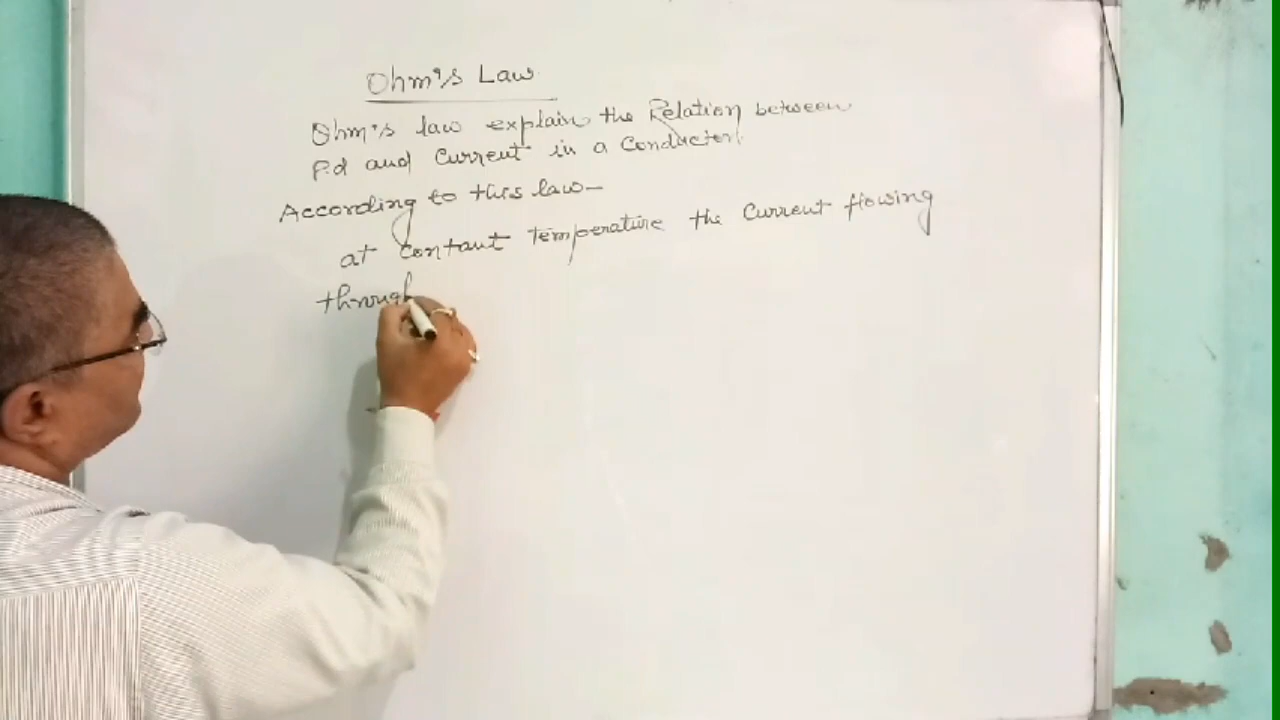 Ohm's Law
Ohm's law explain the Relation between
P.d and Current in a Conductor.
According to this law-
at contant temperature the Current flowing
through